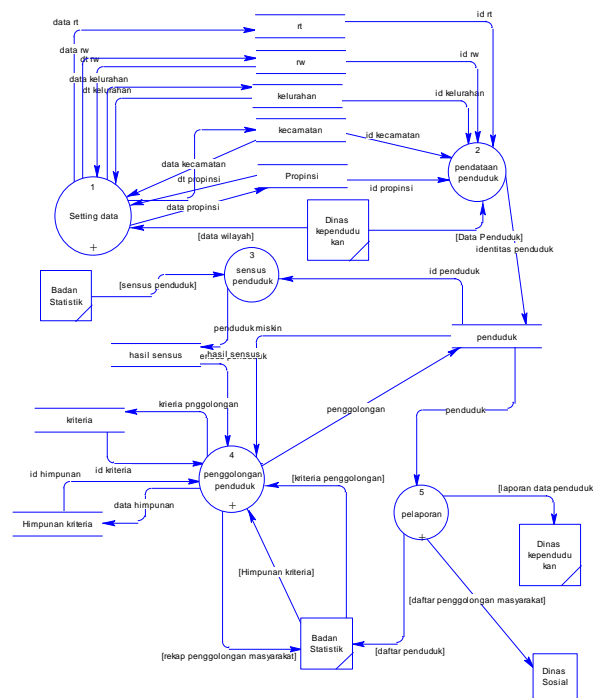 data rt
rt
id rt
data rw
dt rw
rw
id rw
data kelurahan
dt kelurahan
kelurahan
id kelurahan
kecamatan
id kecamatan
data kecamatan
2
pendataan
penduduk
dt propinsi
Propinsi
id propinsi
1
Setting data
+
data propinsi
Dinas
kependudu
kan
[data wilayah]
[Data Penduduk]
identitas penduduk
3
sensus
penduduk
id penduduk
Badan
Statistik
[sensus penduduk]
penduduk miskin
penduduk
hasil sensus
hasil sensus
krieria pnggolongan
kriteria
penggolongan
penduduk
id kriteria
4
penggolongan
penduduk
+
id himpunan
[kriteria penggolongan]
data himpunan
Himpunan kriteria
5
pelaporan
+
[laporan data penduduk
Dinas
kependudu
kan
[Himpunan kriteria]
[daftar penggolongan masyarakat]
Badan
Statistik
[rekap penggolongan masyarakat]
[daftar penduduk]
Dinas
Sosial